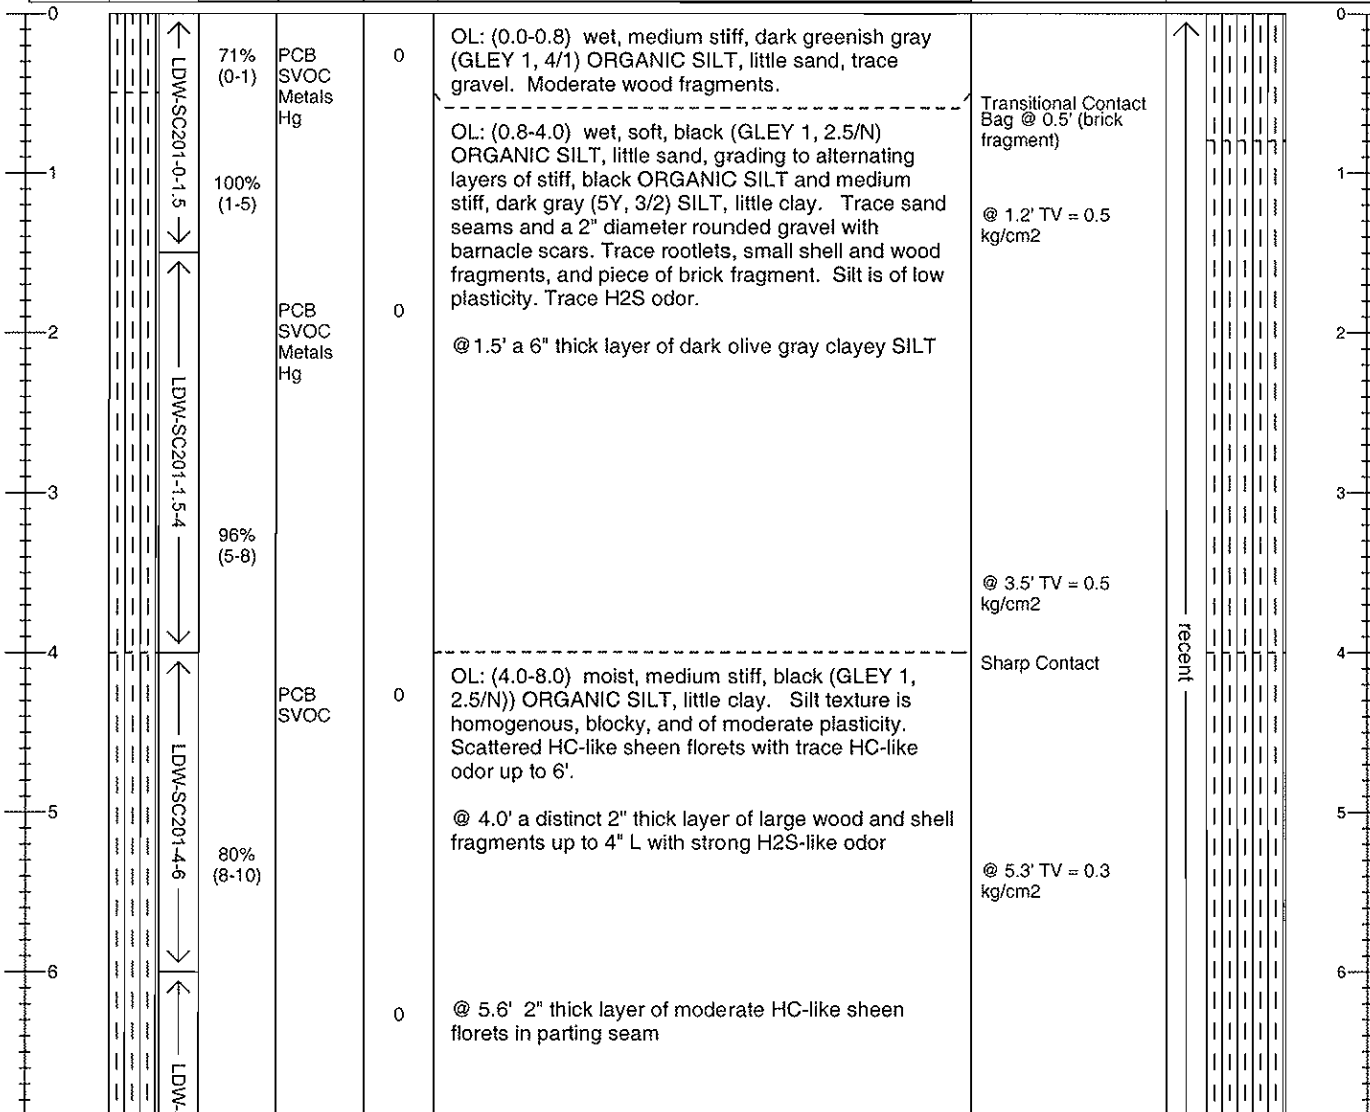 0
0
LDW-SC201-0-1.5
71%
(0-1)
PCB
SVOC
Metals
Hg
0
OL: (0.0-0.8) wet, medium stiff, dark greenish gray
(GLEY 1, 4/1) ORGANIC SILT, little sand, trace
gravel. Moderate wood fragments.
Transitional Contact
Bag @ 0.5' (brick
fragment)
OL: (0.8-4.0) wet, soft, black (GLEY 1, 2.5/N)
ORGANIC SILT, little sand, grading to alternating
layers of stiff, black ORGANIC SILT and medium
stiff, dark gray (5Y, 3/2) SILT, little clay. Trace sand
seams and a 2" diameter rounded gravel with
barnacle scars. Trace rootlets, small shell and wood
fragments, and piece of brick fragment. Silt is of low
plasticity. Trace H2S odor.
1
1
100%
(1-5)
@ 1.2' TV = 0.5
kg/cm2
LDW-SC201-1.5-4
PCB
SVOC
Metals
Hg
0
2
2
@1.5' a 6" thick layer of dark olive gray clayey SILT
3
3
96%
(5-8)
@ 3.5' TV = 0.5
kg/cm2
recent
4
4
Sharp Contact
LDW-SC201-4-6
PCB
SVOC
0
OL: (4.0-8.0) moist, medium stiff, black (GLEY 1,
2.5/N)) ORGANIC SILT, little clay. Silt texture is
homogenous, blocky, and of moderate plasticity.
Scattered HC-like sheen florets with trace HC-like
odor up to 6'.
5
5
@ 4.0' a distinct 2" thick layer of large wood and shell
fragments up to 4" L with strong H2S-like odor
80%
(8-10)
@ 5.3' TV = 0.3
kg/cm2
6
6
0
@ 5.6' 2" thick layer of moderate HC-like sheen
florets in parting seam
LDW-